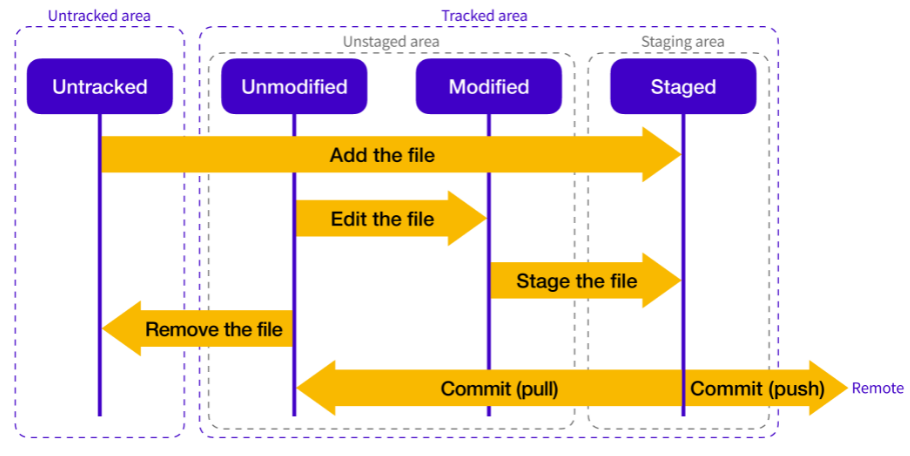 Untracked area
Tracked area
Unstaged area
Staging area
Untracked
Unmodified
Modified
Staged
Add the file
Edit the file
Stage the file
Remove the file
Commit (pull)
Commit (push)
Remote